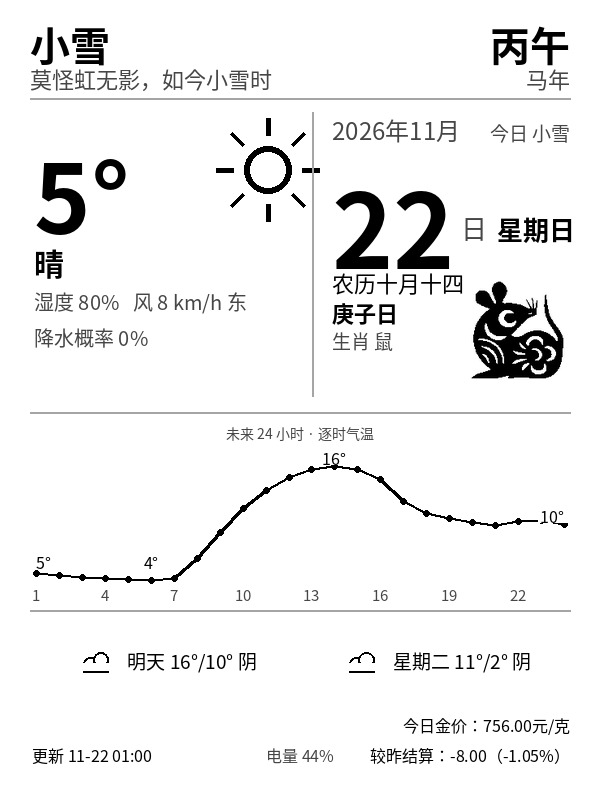 小雪
丙午
莫怪虹无影，如今小雪时
马年
2026年11月
今日 小雪
5°
晴
湿度 80% 风 8 km/h 东
降水概率 0%
22 日 星期日
农历十月十四
庚子日
生肖 鼠
未来 24 小时 · 逐时气温
16°
10°
5°
4°
1 4 7 10 13 16 19 22
明天 16°/10° 阴
星期二 11°/2° 阴
今日金价：756.00元/克
更新 11-22 01:00
电量 44%
较昨结算：-8.00（-1.05%）